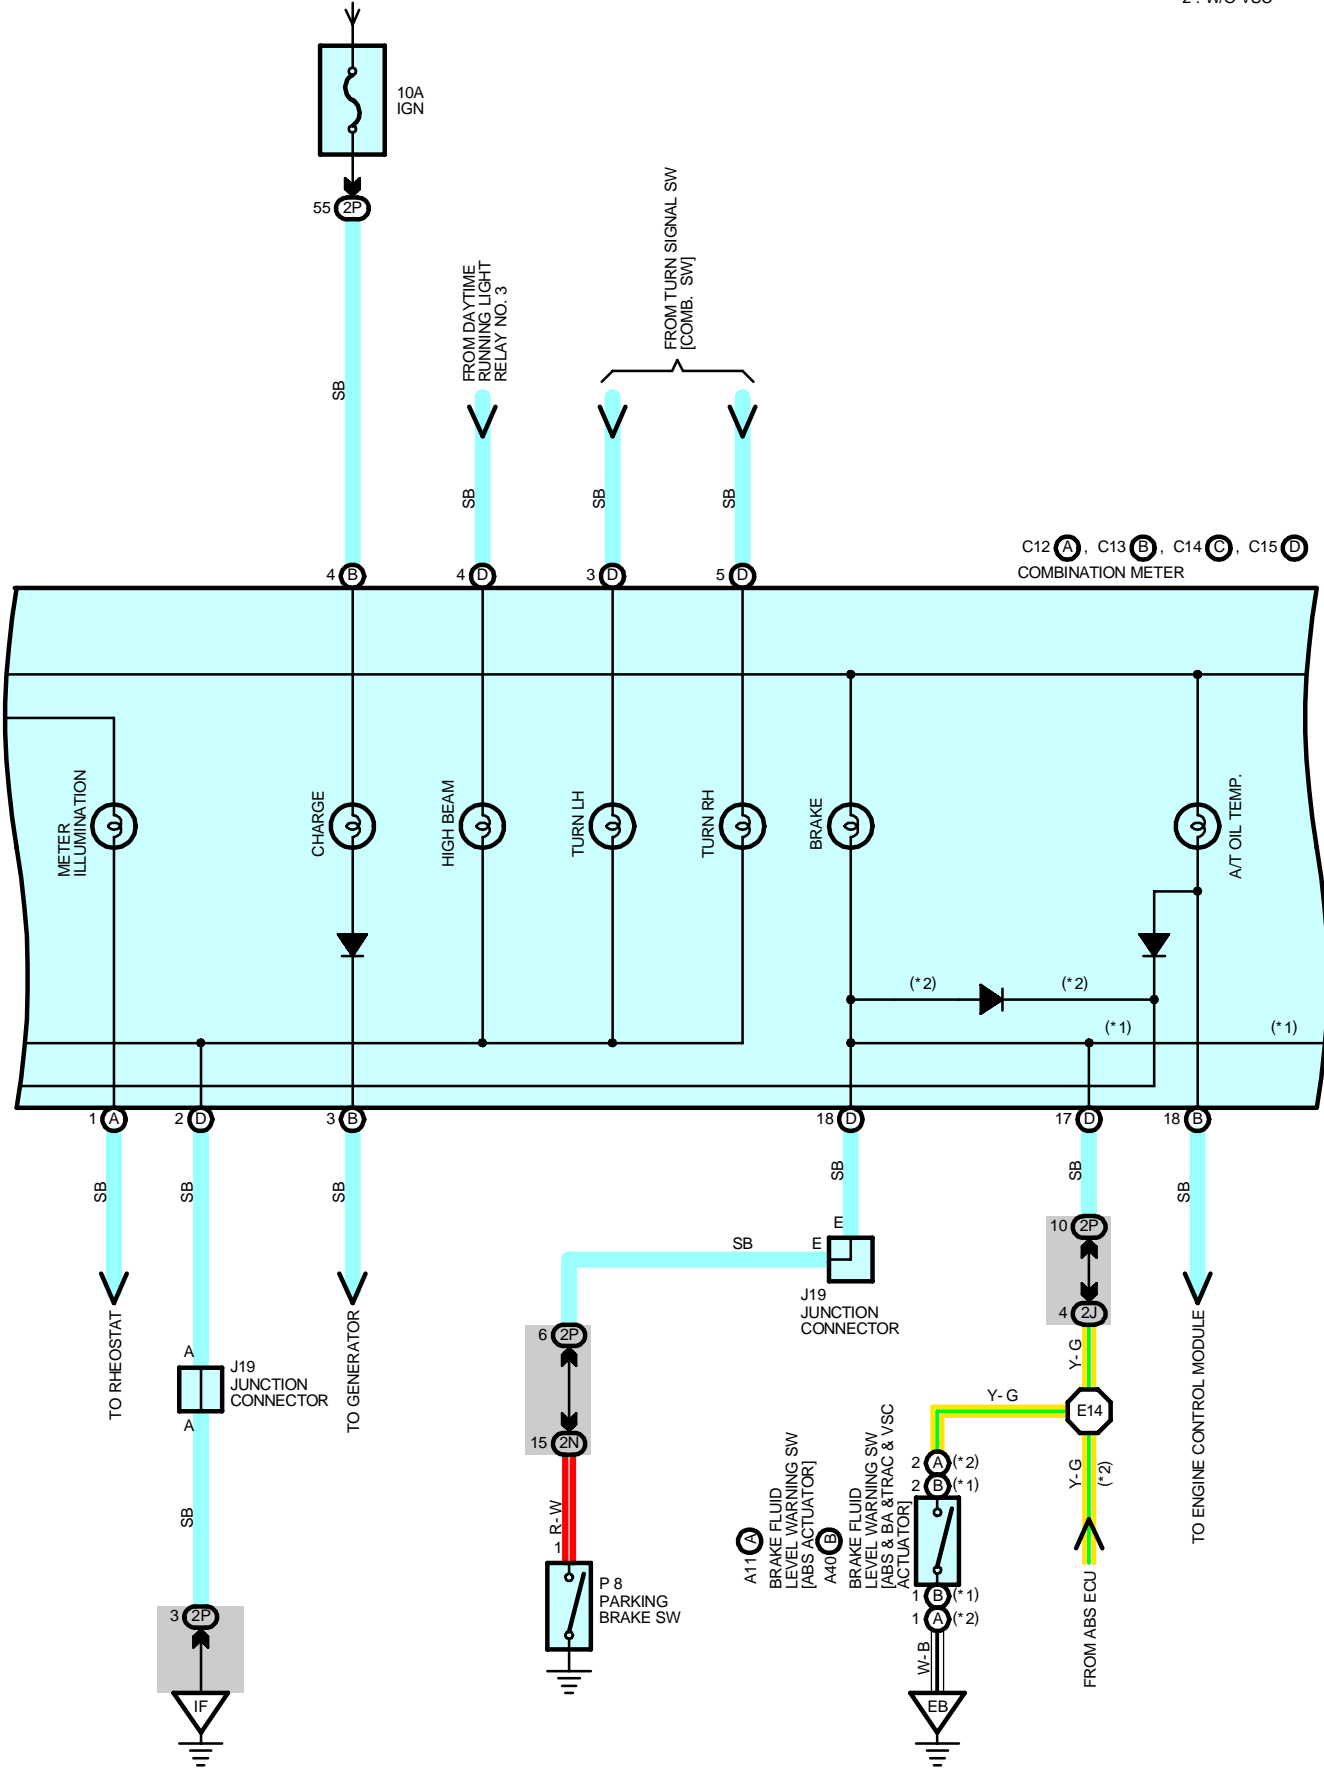 10A
IGN
55 2P
SB
FROM DAYTIME
RUNNING LIGHT
RELAY NO. 3
FROM TURN SIGNAL SW
[COMB. SW]
SB
SB
SB
C12 A, C13 B, C14 C, C15 D
COMBINATION METER
4 B
4 D
3 D
5 D
METER
ILLUMINATION
CHARGE
HIGH BEAM
TURN LH
TURN RH
BRAKE
A/T OIL TEMP.
(*2)
(*2)
(*1)
(*1)
1 A
2 D
3 B
18 D
17 D
18 B
SB
SB
SB
SB
SB
SB
TO RHEOSTAT
A
J19
JUNCTION
CONNECTOR
A
SB
3 2P
IF
TO GENERATOR
E
E
SB
J19
JUNCTION
CONNECTOR
6 2P
15 2N
R-W
1
P 8
PARKING
BRAKE SW
10 2P
4 2J
Y-G
Y-G
E14
Y-G
(*2)
FROM ABS ECU
TO ENGINE CONTROL MODULE
A11 A
BRAKE FLUID
LEVEL WARNING SW
[ABS ACTUATOR]
A40 B
BRAKE FLUID
LEVEL WARNING SW
[ABS & BA &TRAC & VSC
ACTUATOR]
2 A (*2)
2 B (*1)
1 B (*1)
1 A (*2)
W-B
EB